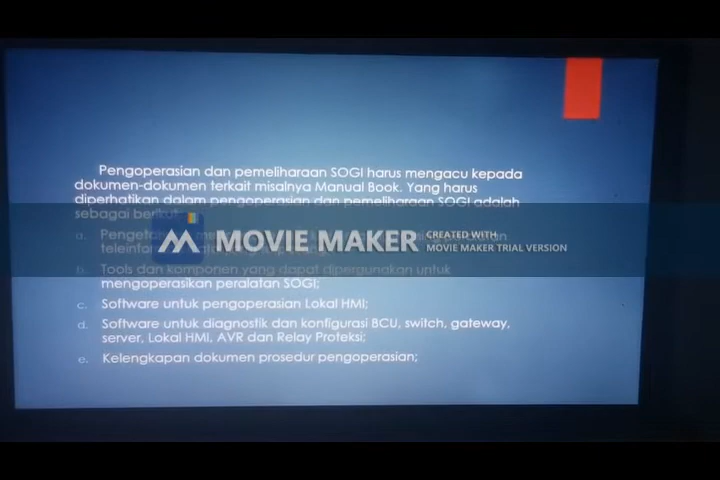 Pengoperasian dan pemeliharaan SOGI harus mengacu kepada
dokumen-dokumen terkait misalnya Manual Book. Yang harus
diperhatikan dalam pengoperasian dan pemeliharaan SOGI adalah
sebagai berikut
a.
MOVIE MAKER
CREATED WITH
MOVIE MAKER TRIAL VERSION
b. Tools dan komponen yang dapat dipergunakan untuk
mengoperasikan peralatan SOGI;
c. Software untuk pengoperasian Lokal HMI;
d. Software untuk diagnostik dan konfigurasi BCU, switch, gateway,
server, Lokal HMI, AVR dan Relay Proteksi;
e. Kelengkapan dokumen prosedur pengoperasian;